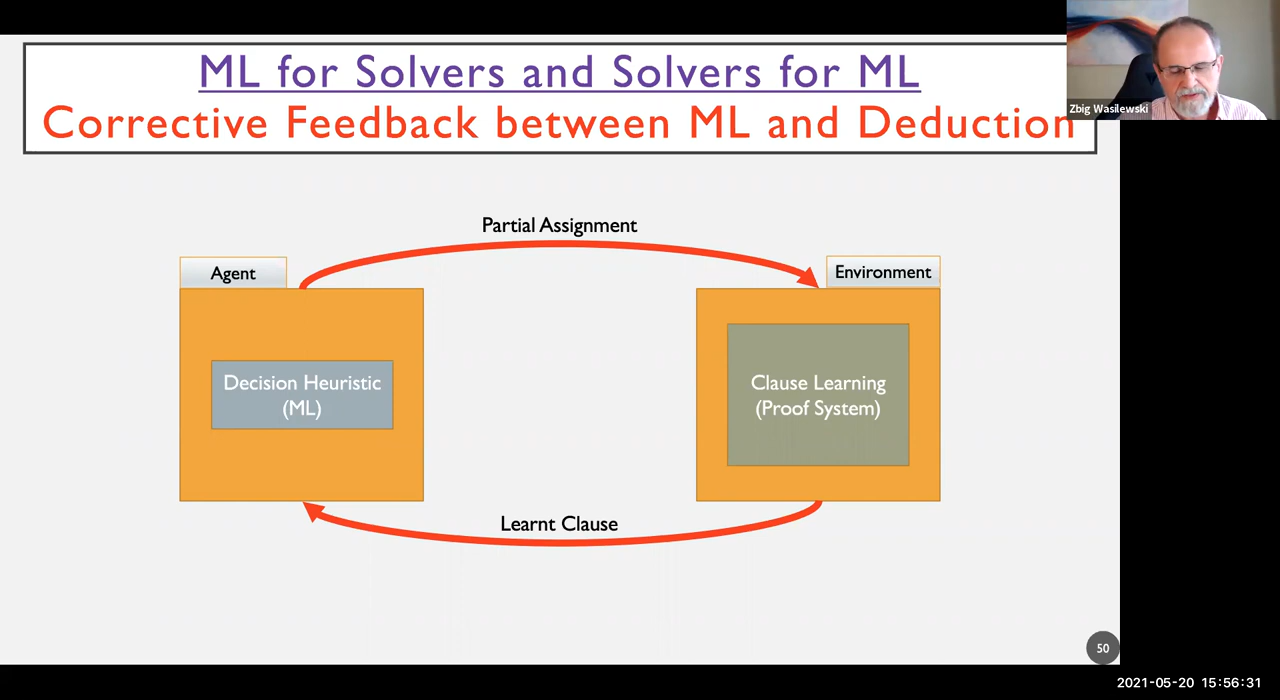 ML for Solvers and Solvers for ML
Corrective Feedback between ML and Deduction
Zbig Wasilewski
Partial Assignment
Agent
Environment
Decision Heuristic
(ML)
Clause Learning
(Proof System)
Learnt Clause
50
2021-05-20 15:56:31